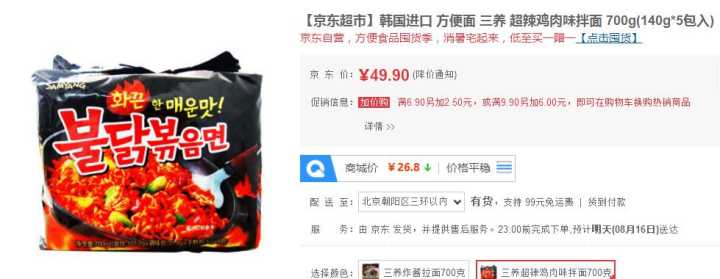 SAMYANG
화끈한 매운맛!
불닭볶음면
【京东超市】韩国进口 方便面 三养 超辣鸡肉味拌面 700g(140g*5包入)
京东自营，方便食品囤货季，消暑宅起来，低至买一赠一【点击囤货】
京 东 价： ￥49.90 (降价通知)
促销信息： 加价购 满6.90另加2.50元，或满9.90另加6.00元，即可在购物车换购热销商品
详情 >>
商城价 ￥26.8 ↓ 价格平稳
配 送 至： 北京朝阳区三环以内 有货，支持 99元免运费 | 货到付款
服 务： 由 京东 发货，并提供售后服务。23:00前完成下单,预计明天(08月16日)送达
选择颜色： 三养炸酱拉面700克 三养超辣鸡肉味拌面700克